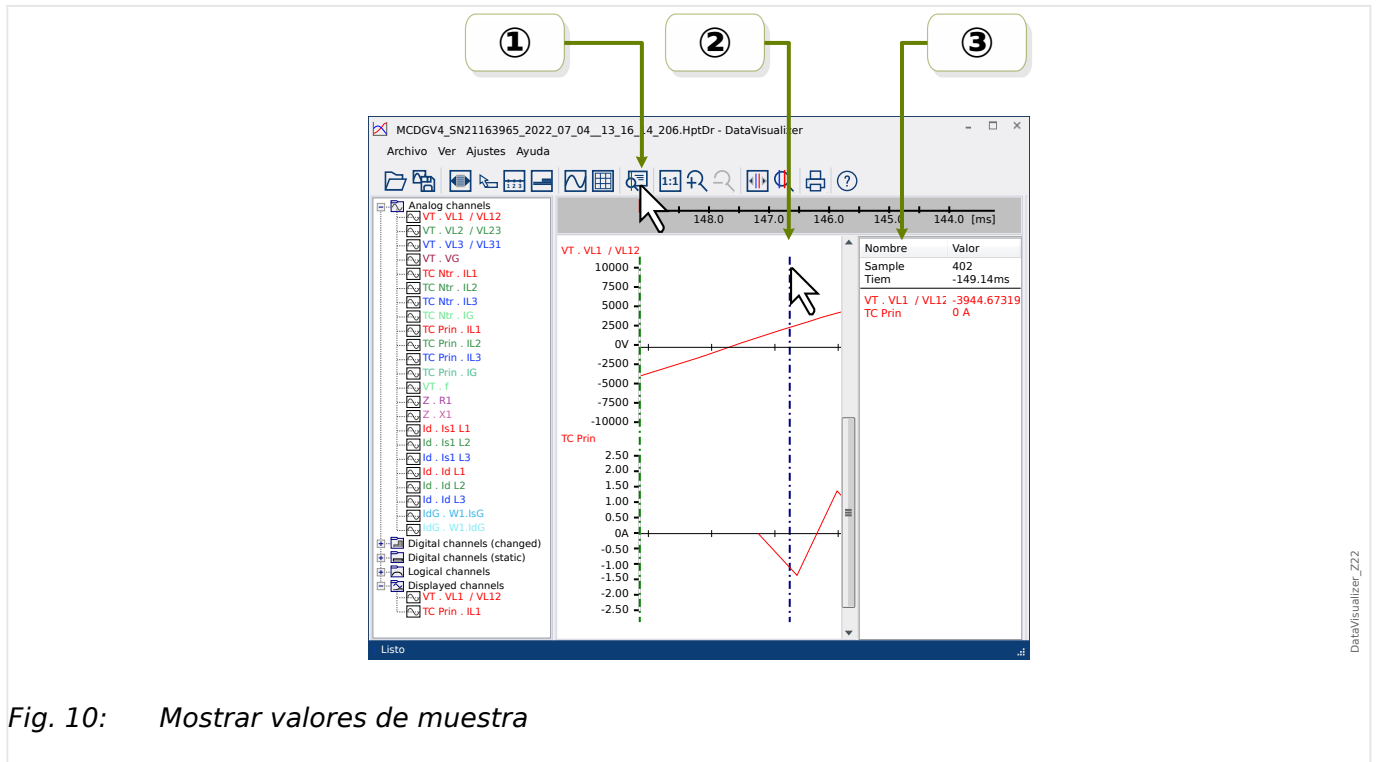 ① ② ③
MCDGV4_SN21163965_2022_07_04__13_16_14_206.HptDr - DataVisualizer
Archivo Ver Ajustes Ayuda
1 2 3
1:1
?
Analog channels
VT . VL1 / VL12
VT . VL2 / VL23
VT . VL3 / VL31
VT . VG
TC Ntr . IL1
TC Ntr . IL2
TC Ntr . IL3
TC Ntr . IG
TC Prin . IL1
TC Prin . IL2
TC Prin . IL3
TC Prin . IG
VT . f
Z . R1
Z . X1
Id . Is1 L1
Id . Is1 L2
Id . Is1 L3
Id . Id L1
Id . Id L2
Id . Id L3
IdG . W1.IsG
IdG . W1.IdG
Digital channels (changed)
Digital channels (static)
Logical channels
Displayed channels
VT . VL1 / VL12
TC Prin . IL1
148.0 147.0 146.0 145.0 144.0 [ms]
VT . VL1 / VL12
10000
7500
5000
2500
0V
-2500
-5000
-7500
-10000
TC Prin
2.50
2.00
1.50
1.00
0.50
0A
-0.50
-1.00
-1.50
-2.00
-2.50
Nombre Valor
Sample 402
Tiem -149.14ms
VT . VL1 / VL12 -3944.67319
TC Prin 0 A
Listo
DataVisualizer_Z22
Fig. 10: Mostrar valores de muestra